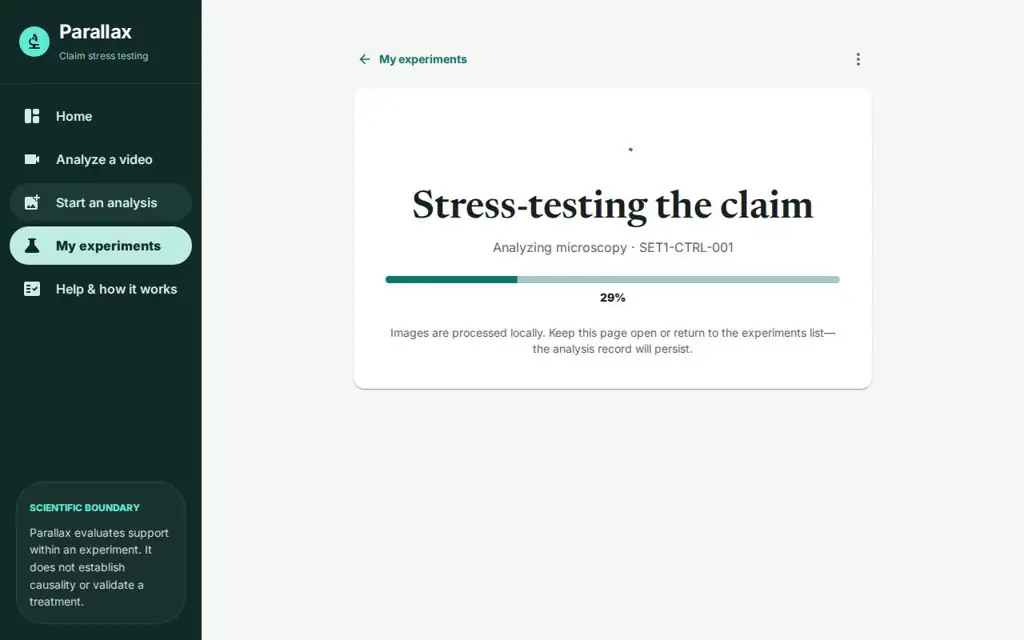 Parallax
Claim stress testing
Home
Analyze a video
Start an analysis
My experiments
Help & how it works
SCIENTIFIC BOUNDARY
Parallax evaluates support
within an experiment. It
does not establish
causality or validate a
treatment.
My experiments
Stress-testing the claim
Analyzing microscopy · SET1-CTRL-001
29%
Images are processed locally. Keep this page open or return to the experiments list—
the analysis record will persist.